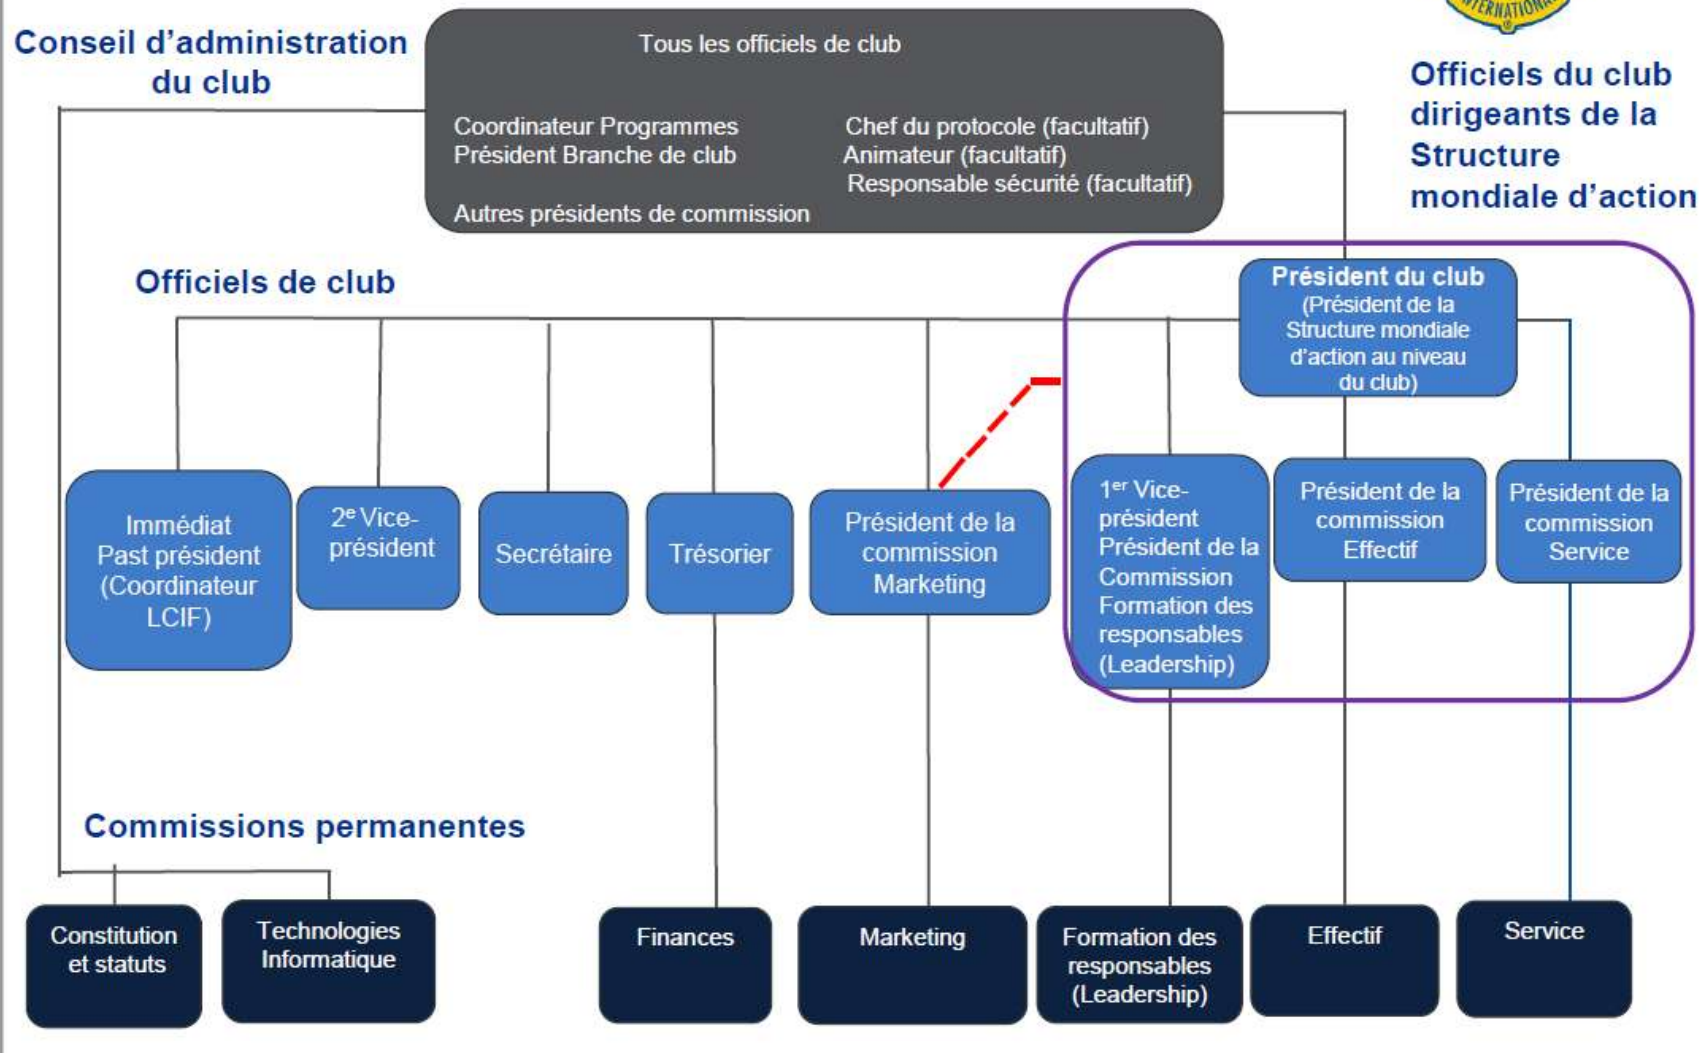 INTERNATIONAL
®
Conseil d'administration
du club
Tous les officiels de club
Coordinateur Programmes
Président Branche de club
Autres présidents de commission
Chef du protocole (facultatif)
Animateur (facultatif)
Responsable sécurité (facultatif)
Officiels du club
dirigeants de la
Structure
mondiale d'action
Officiels de club
Président du club
(Président de la
Structure mondiale
d'action au niveau
du club)
Immédiat
Past président
(Coordinateur
LCIF)
2e Vice-
président
Secrétaire
Trésorier
Président de la
commission
Marketing
1er Vice-
président
Président de la
Commission
Formation des
responsables
(Leadership)
Président de la
commission
Effectif
Président de la
commission
Service
Commissions permanentes
Constitution
et statuts
Technologies
Informatique
Finances
Marketing
Formation des
responsables
(Leadership)
Effectif
Service